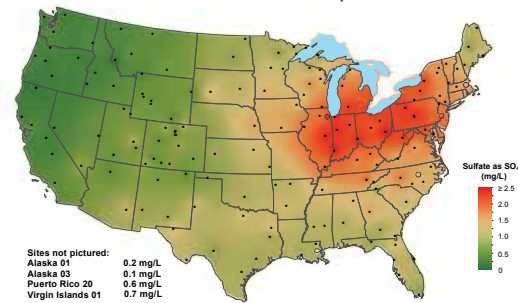 Sulfate as SO₄
(mg/L)
≥ 2.5
2.0
1.5
1.0
0.5
0
Sites not pictured:
Alaska 01 0.2 mg/L
Alaska 03 0.1 mg/L
Puerto Rico 20 0.6 mg/L
Virgin Islands 01 0.7 mg/L